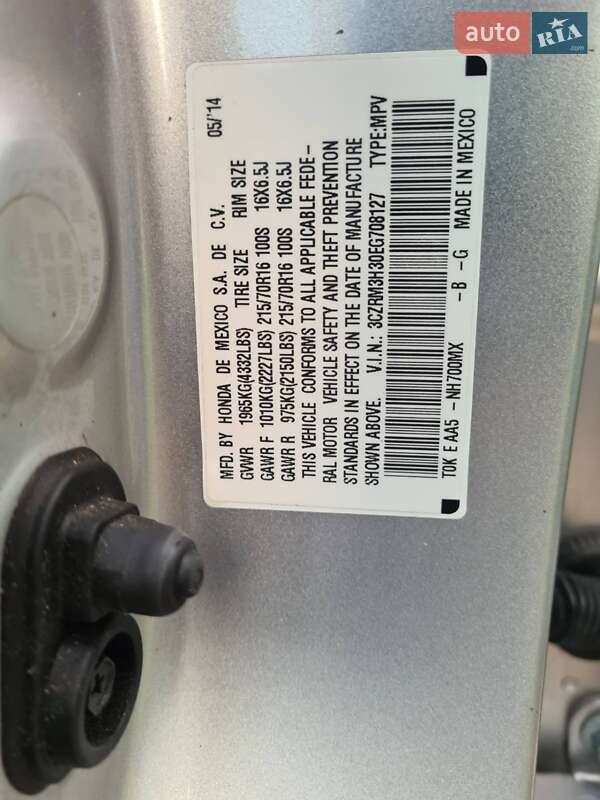 auto RIA.com
MFD. BY HONDA DE MEXICO S.A. DE C.V. 05/'14
GVWR 1965KG(4332LBS) TIRE SIZE RIM SIZE
GAWR F 1010KG(2227LBS) 215/70R16 100S 16X6.5J
GAWR R 975KG(2150LBS) 215/70R16 100S 16X6.5J
THIS VEHICLE CONFORMS TO ALL APPLICABLE FEDE-
RAL MOTOR VEHICLE SAFETY AND THEFT PREVENTION
STANDARDS IN EFFECT ON THE DATE OF MANUFACTURE
SHOWN ABOVE. V.I.N.: 3CZRM3H30EG708127 TYPE:MPV
T0K E AA5 -NH700MX -B -G MADE IN MEXICO